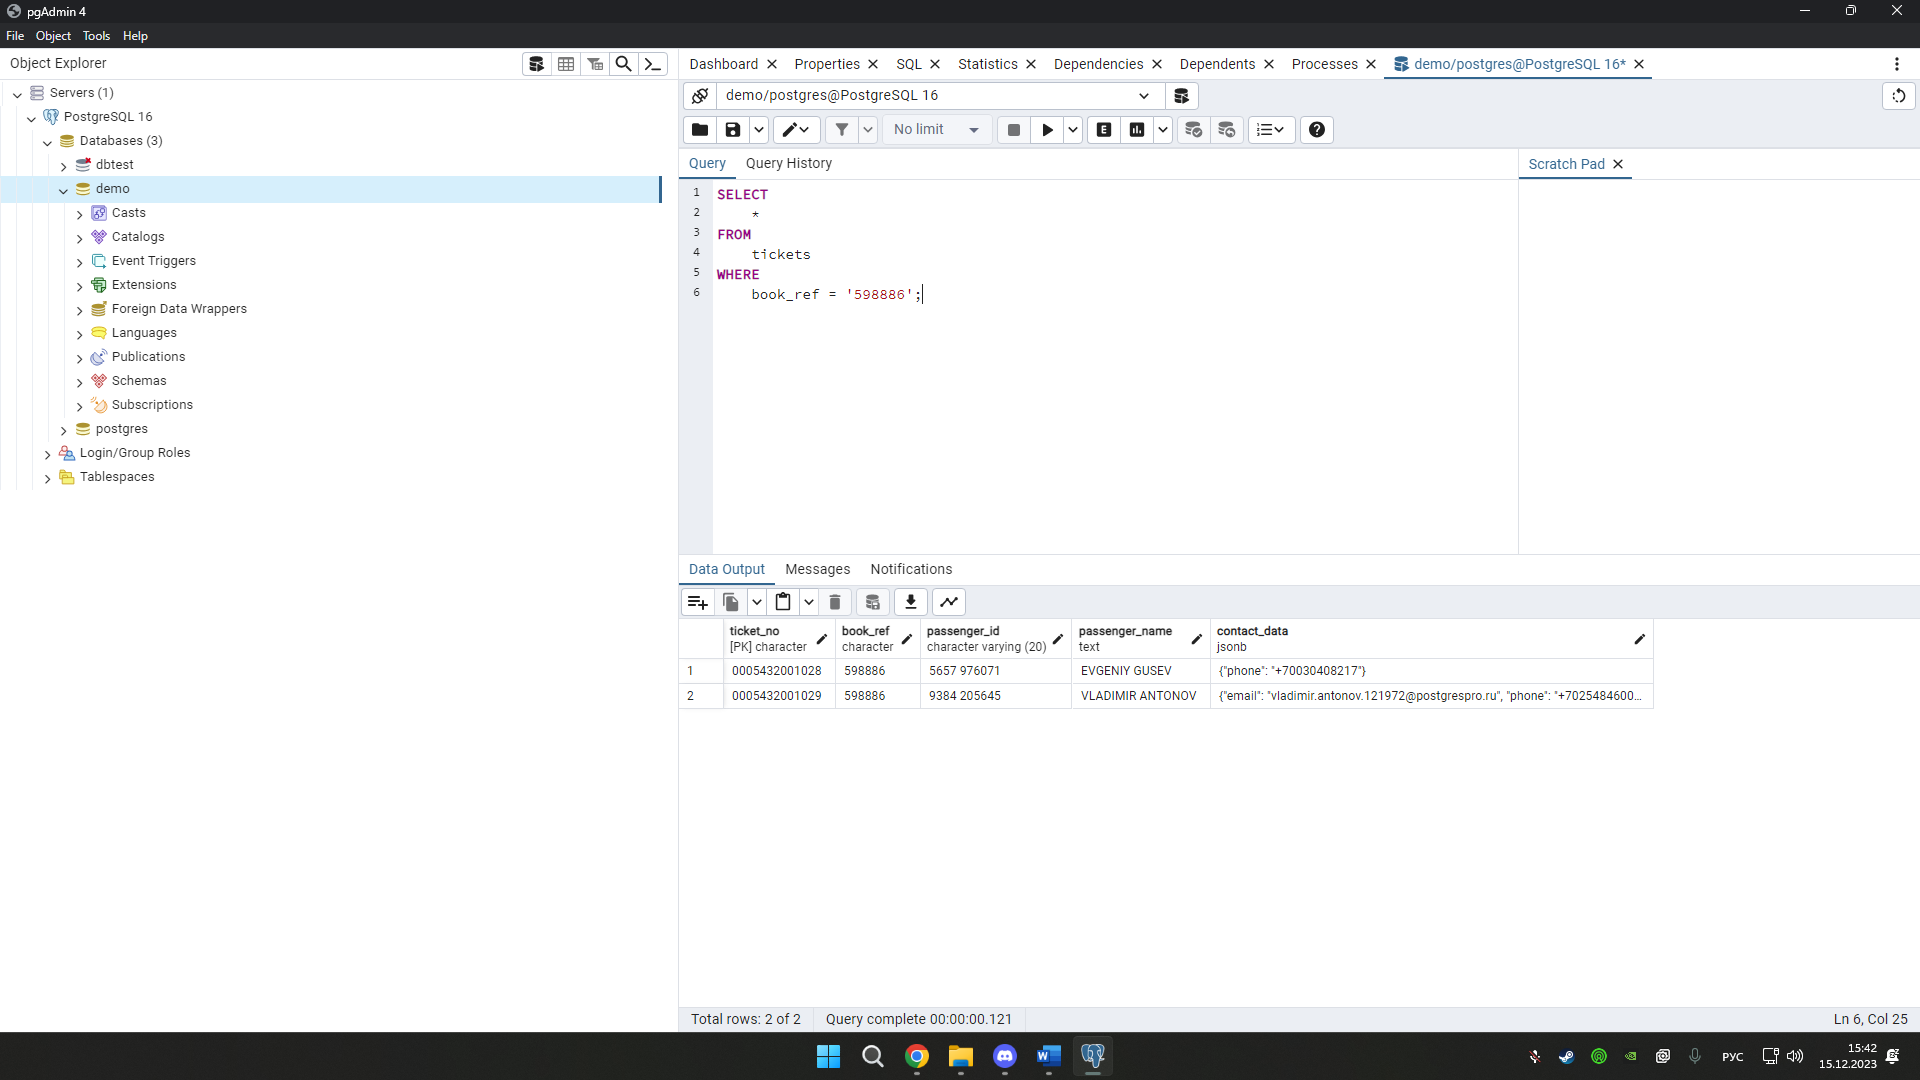 pgAdmin 4
File Object Tools Help
Object Explorer
Dashboard Properties SQL Statistics Dependencies Dependents Processes demo/postgres@PostgreSQL 16*
Servers (1)
PostgreSQL 16
Databases (3)
dbtest
demo
Casts
Catalogs
Event Triggers
Extensions
Foreign Data Wrappers
Languages
Publications
Schemas
Subscriptions
postgres
Login/Group Roles
Tablespaces
demo/postgres@PostgreSQL 16
No limit
E
Query Query History
Scratch Pad
1 SELECT
2 *
3 FROM
4 tickets
5 WHERE
6 book_ref = '598886';
Data Output Messages Notifications
ticket_no book_ref passenger_id passenger_name contact_data
[PK] character character character varying (20) text jsonb
1 0005432001028 598886 5657 976071 EVGENIY GUSEV {"phone": "+70030408217"}
2 0005432001029 598886 9384 205645 VLADIMIR ANTONOV {"email": "vladimir.antonov.121972@postgrespro.ru", "phone": "+7025484600...
Total rows: 2 of 2 Query complete 00:00:00.121 Ln 6, Col 25
РУС
15:42
15.12.2023